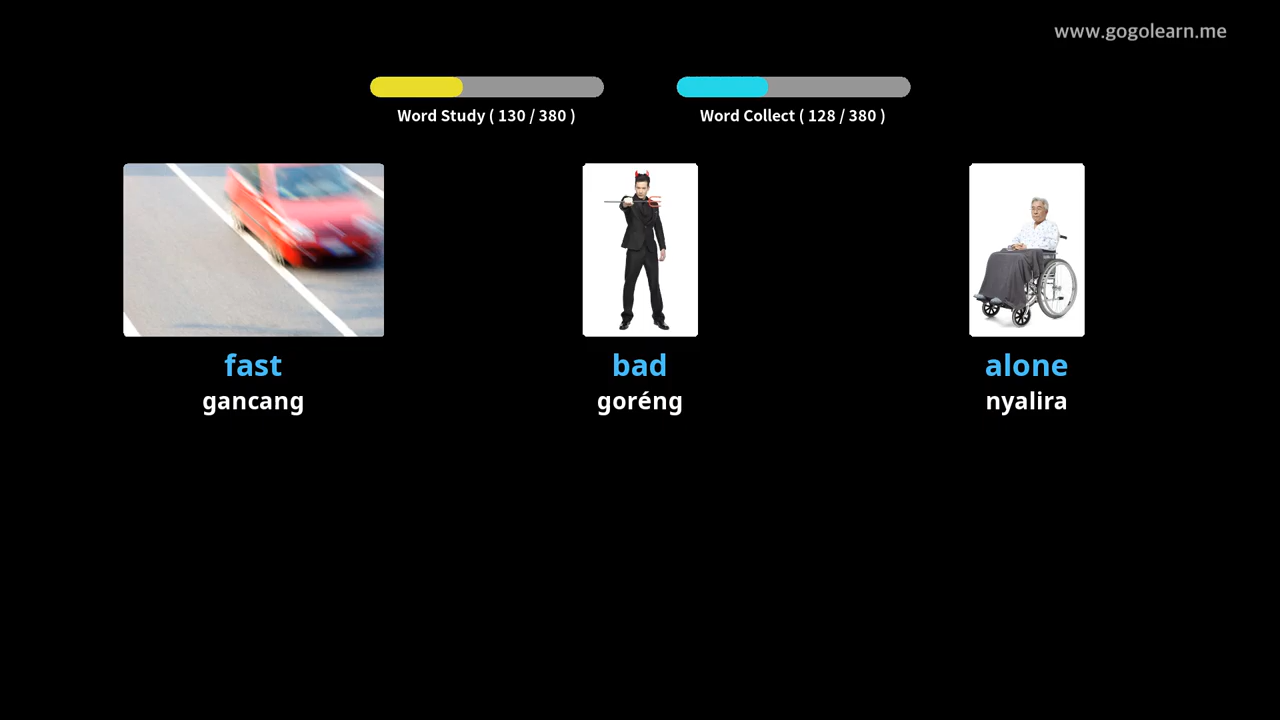 www.gogolearn.me
Word Study ( 130 / 380 )
Word Collect ( 128 / 380 )
fast
gancang
bad
goréng
alone
nyalira